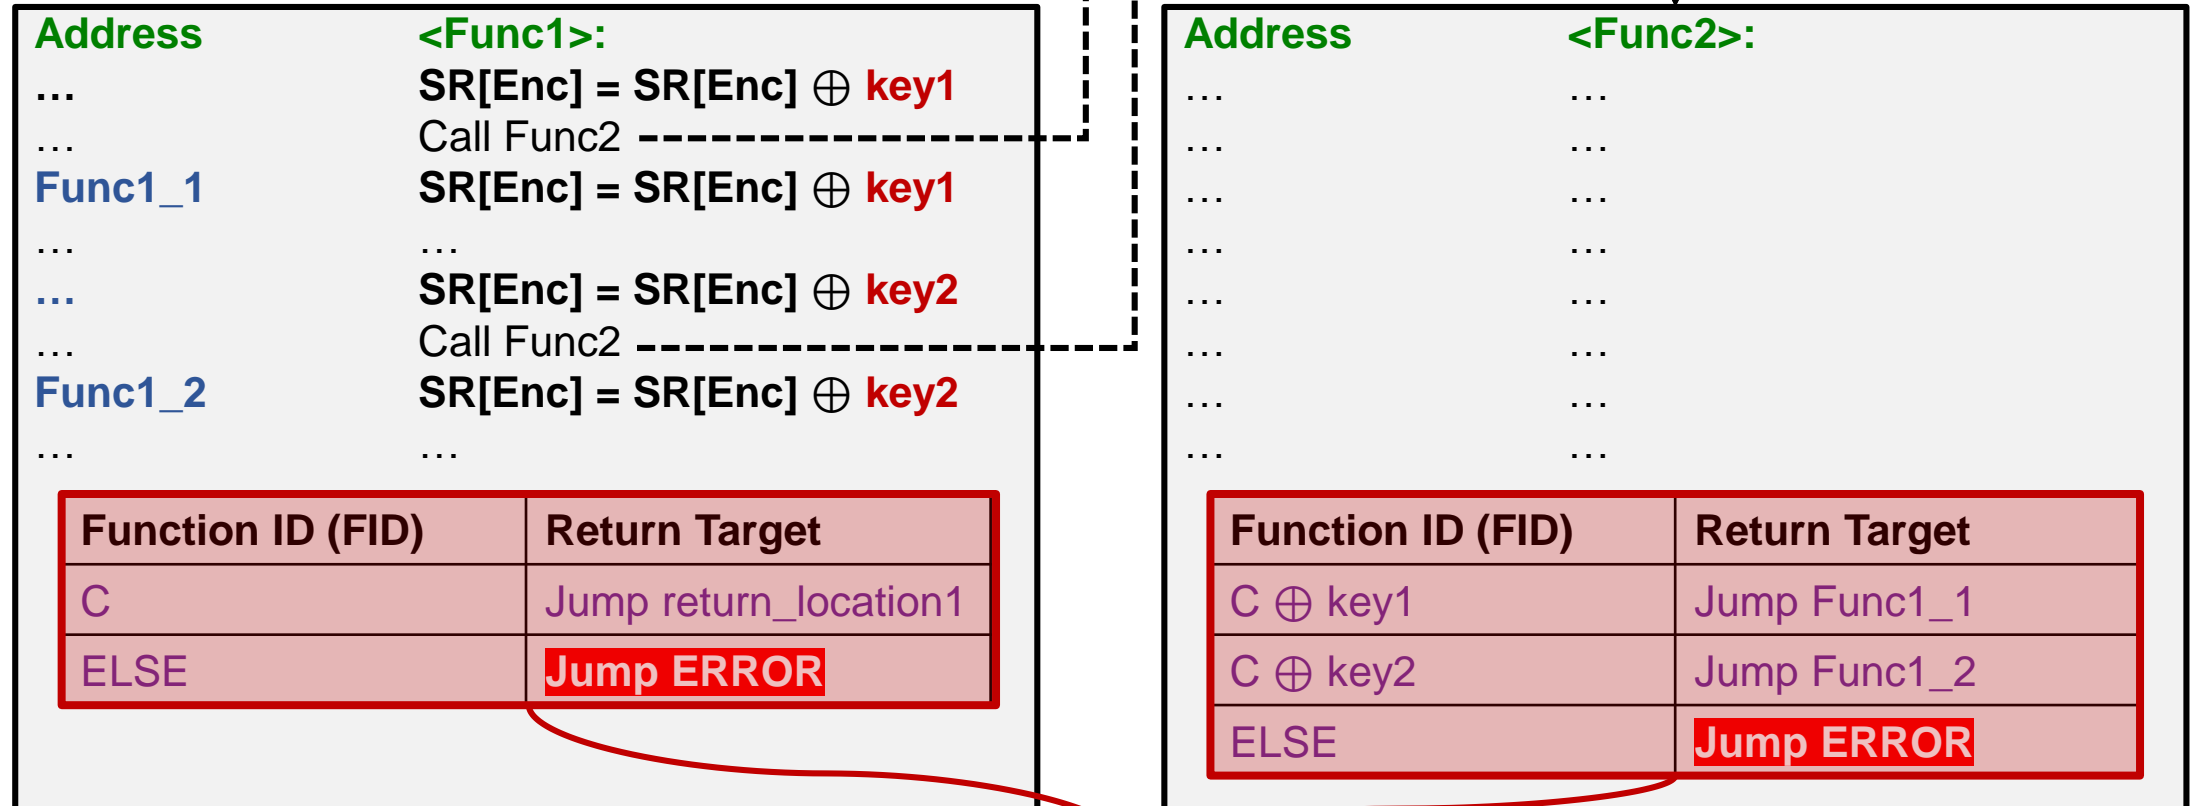 Address <Func1>:
… SR[Enc] = SR[Enc] ⊕ key1
… Call Func2
Func1_1 SR[Enc] = SR[Enc] ⊕ key1
… …
… SR[Enc] = SR[Enc] ⊕ key2
… Call Func2
Func1_2 SR[Enc] = SR[Enc] ⊕ key2
… …
Function ID (FID) Return Target
C Jump return_location1
ELSE Jump ERROR
Address <Func2>:
… …
… …
… …
… …
… …
… …
… …
… …
Function ID (FID) Return Target
C ⊕ key1 Jump Func1_1
C ⊕ key2 Jump Func1_2
ELSE Jump ERROR